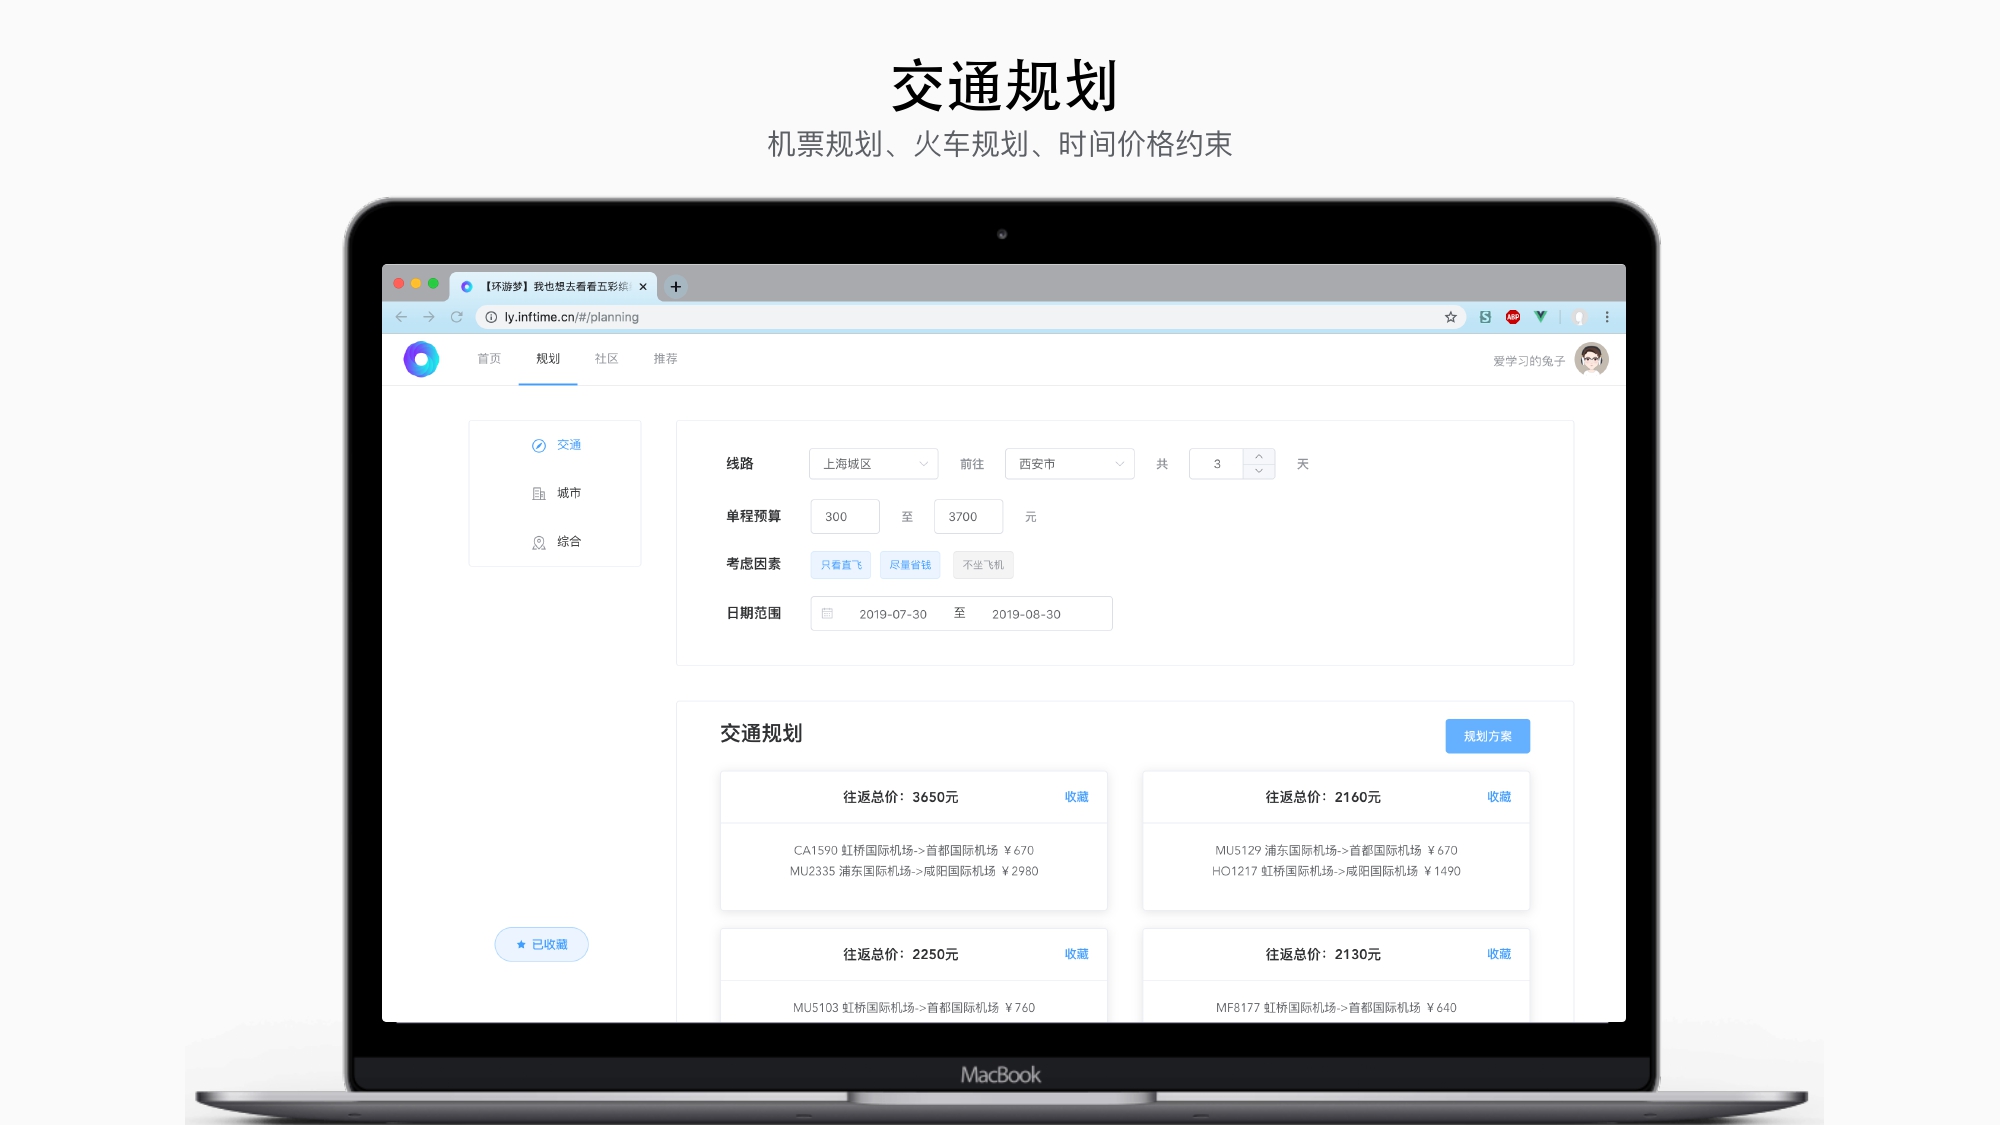 交通规划
机票规划、火车规划、时间价格约束
【环游梦】我也想去看看五彩缤
ly.inftime.cn/#/planning
ABP
首页 规划 社区 推荐 爱学习的兔子
交通
城市
综合
线路 上海城区 前往 西安市 共 3 天
单程预算 300 至 3700 元
考虑因素 只看直飞 尽量省钱 不坐飞机
日期范围 2019-07-30 至 2019-08-30
交通规划 规划方案
往返总价：3650元 收藏
CA1590 虹桥国际机场->首都国际机场 ￥670
MU2335 浦东国际机场->咸阳国际机场 ￥2980
往返总价：2160元 收藏
MU5129 浦东国际机场->首都国际机场 ￥670
HO1217 虹桥国际机场->咸阳国际机场 ￥1490
已收藏
往返总价：2250元 收藏
MU5103 虹桥国际机场->首都国际机场 ￥760
往返总价：2130元 收藏
MF8177 虹桥国际机场->首都国际机场 ￥640
MacBook